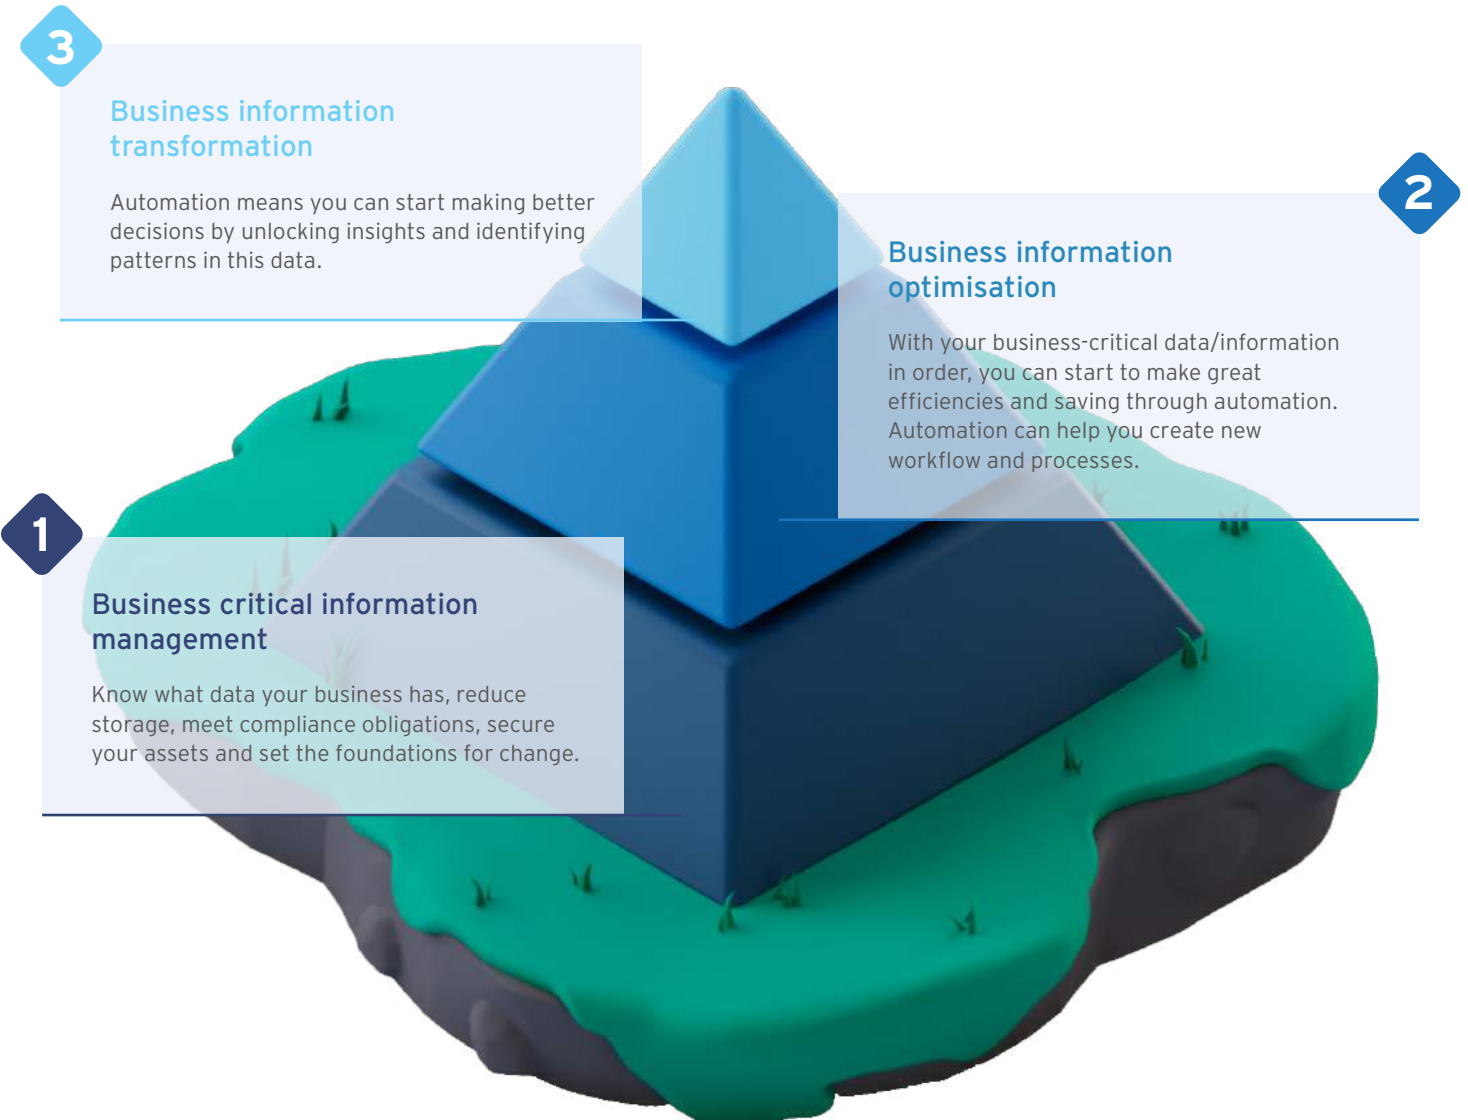 3
Business information
transformation
Automation means you can start making better
decisions by unlocking insights and identifying
patterns in this data.
2
Business information
optimisation
With your business-critical data/information
in order, you can start to make great
efficiencies and saving through automation.
Automation can help you create new
workflow and processes.
1
Business critical information
management
Know what data your business has, reduce
storage, meet compliance obligations, secure
your assets and set the foundations for change.